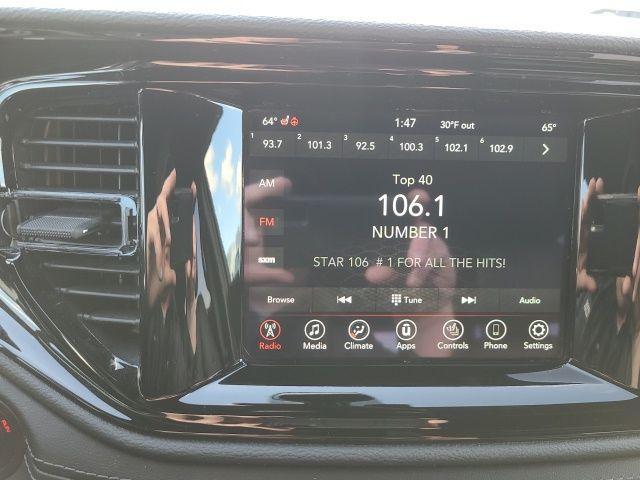 64° 1:47 30°F out 65°
1 93.7 2 101.3 3 92.5 4 100.3 5 102.1 6 102.9
AM
Top 40
106.1
FM
NUMBER 1
sxm
STAR 106 # 1 FOR ALL THE HITS!
Browse Tune Audio
Radio Media Climate Apps Controls Phone Settings
RUN